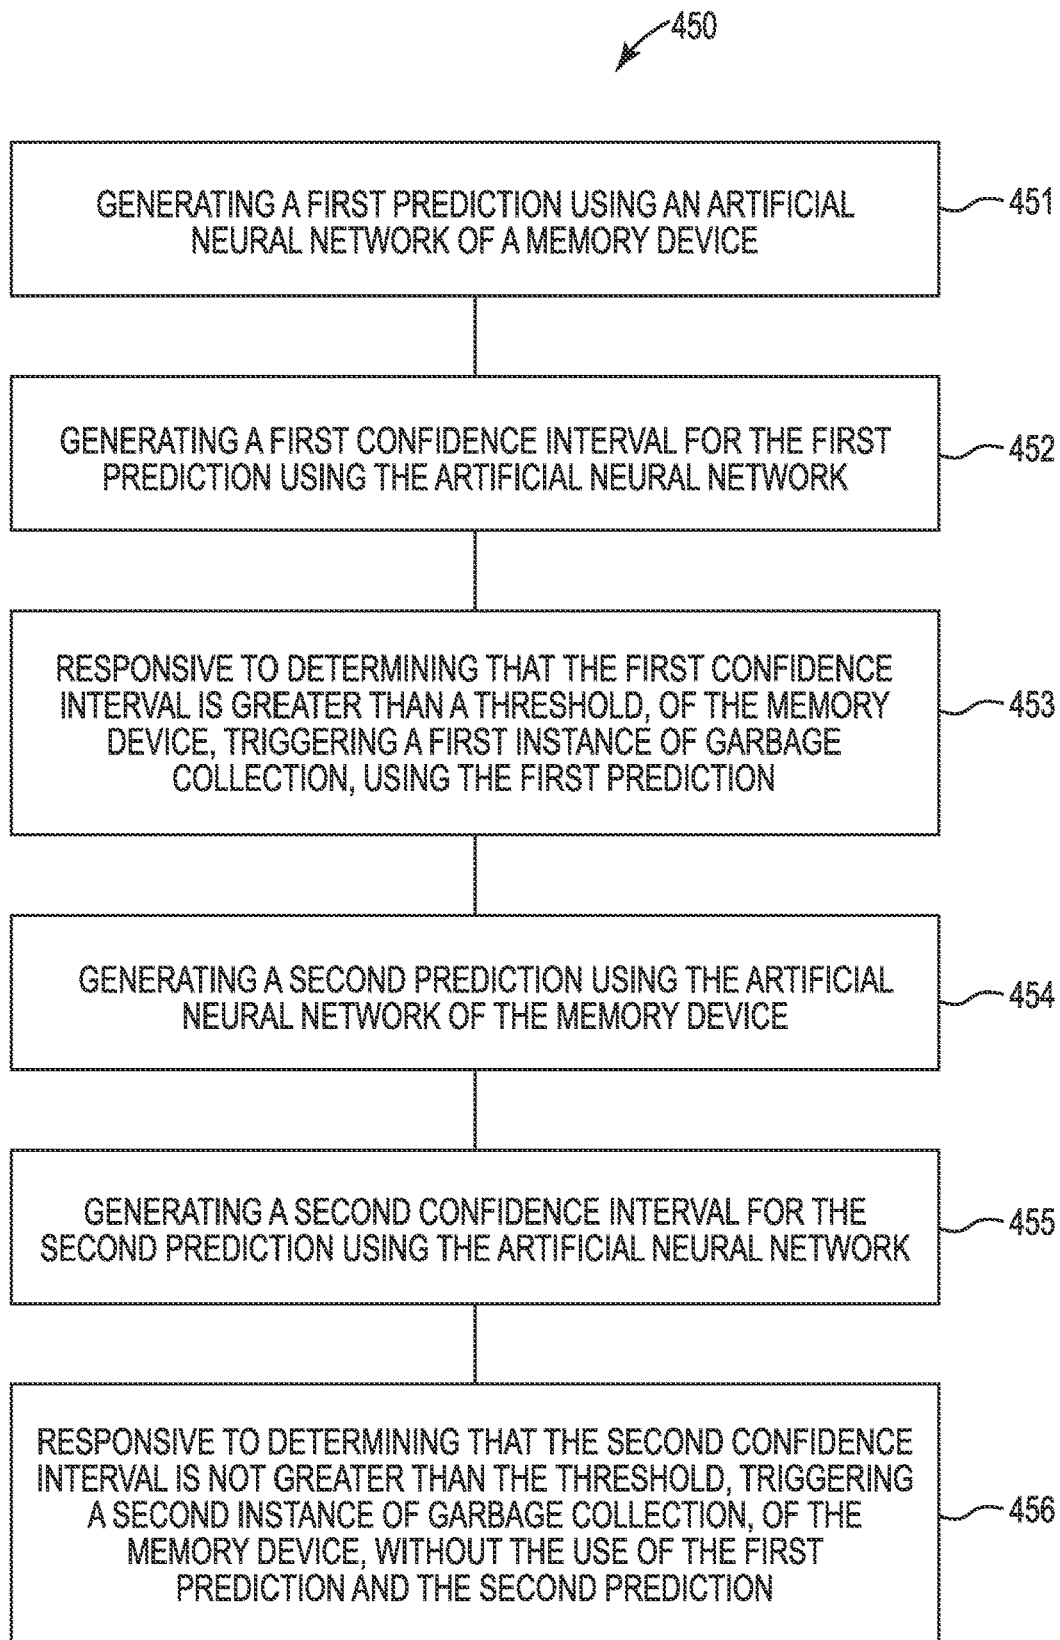 450
GENERATING A FIRST PREDICTION USING AN ARTIFICIAL
NEURAL NETWORK OF A MEMORY DEVICE
451
GENERATING A FIRST CONFIDENCE INTERVAL FOR THE FIRST
PREDICTION USING THE ARTIFICIAL NEURAL NETWORK
452
RESPONSIVE TO DETERMINING THAT THE FIRST CONFIDENCE
INTERVAL IS GREATER THAN A THRESHOLD, OF THE MEMORY
DEVICE, TRIGGERING A FIRST INSTANCE OF GARBAGE
COLLECTION, USING THE FIRST PREDICTION
453
GENERATING A SECOND PREDICTION USING THE ARTIFICIAL
NEURAL NETWORK OF THE MEMORY DEVICE
454
GENERATING A SECOND CONFIDENCE INTERVAL FOR THE
SECOND PREDICTION USING THE ARTIFICIAL NEURAL NETWORK
455
RESPONSIVE TO DETERMINING THAT THE SECOND CONFIDENCE
INTERVAL IS NOT GREATER THAN THE THRESHOLD, TRIGGERING
A SECOND INSTANCE OF GARBAGE COLLECTION, OF THE
MEMORY DEVICE, WITHOUT THE USE OF THE FIRST
PREDICTION AND THE SECOND PREDICTION
456